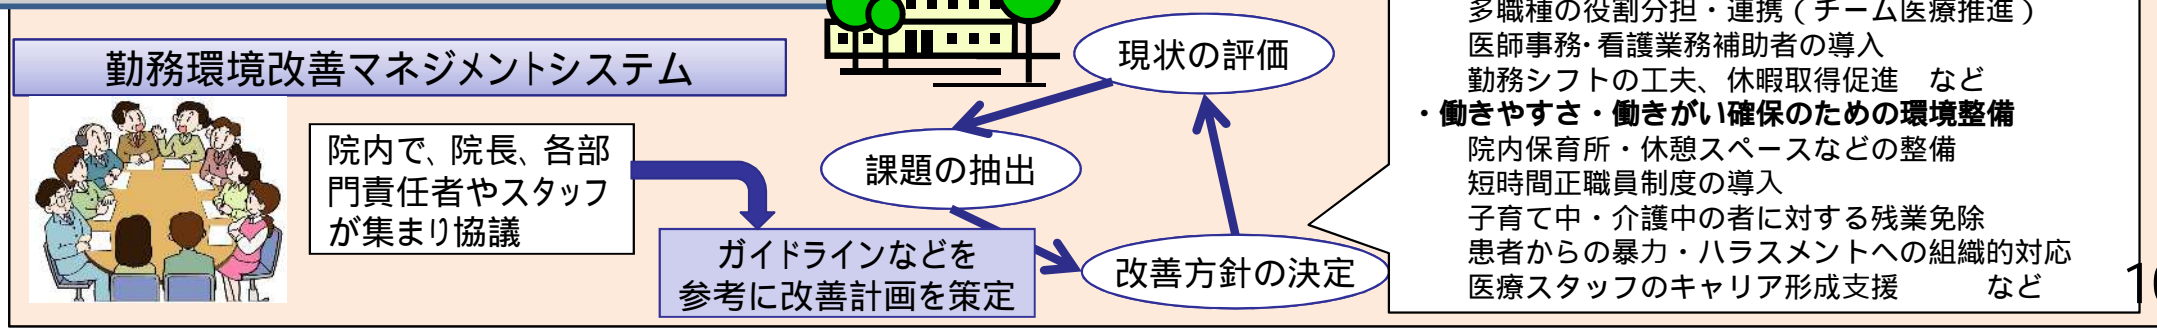 勤務環境改善マネジメントシステム
院内で、院長、各部
門責任者やスタッフ
が集まり協議
ガイドラインなどを
参考に改善計画を策定
現状の評価
課題の抽出
改善方針の決定
多職種の役割分担・連携（チーム医療推進）
医師事務・看護業務補助者の導入
勤務シフトの工夫、休暇取得促進　など
・働きやすさ・働きがい確保のための環境整備
院内保育所・休憩スペースなどの整備
短時間正職員制度の導入
子育て中・介護中の者に対する残業免除
患者からの暴力・ハラスメントへの組織的対応
医療スタッフのキャリア形成支援　　など